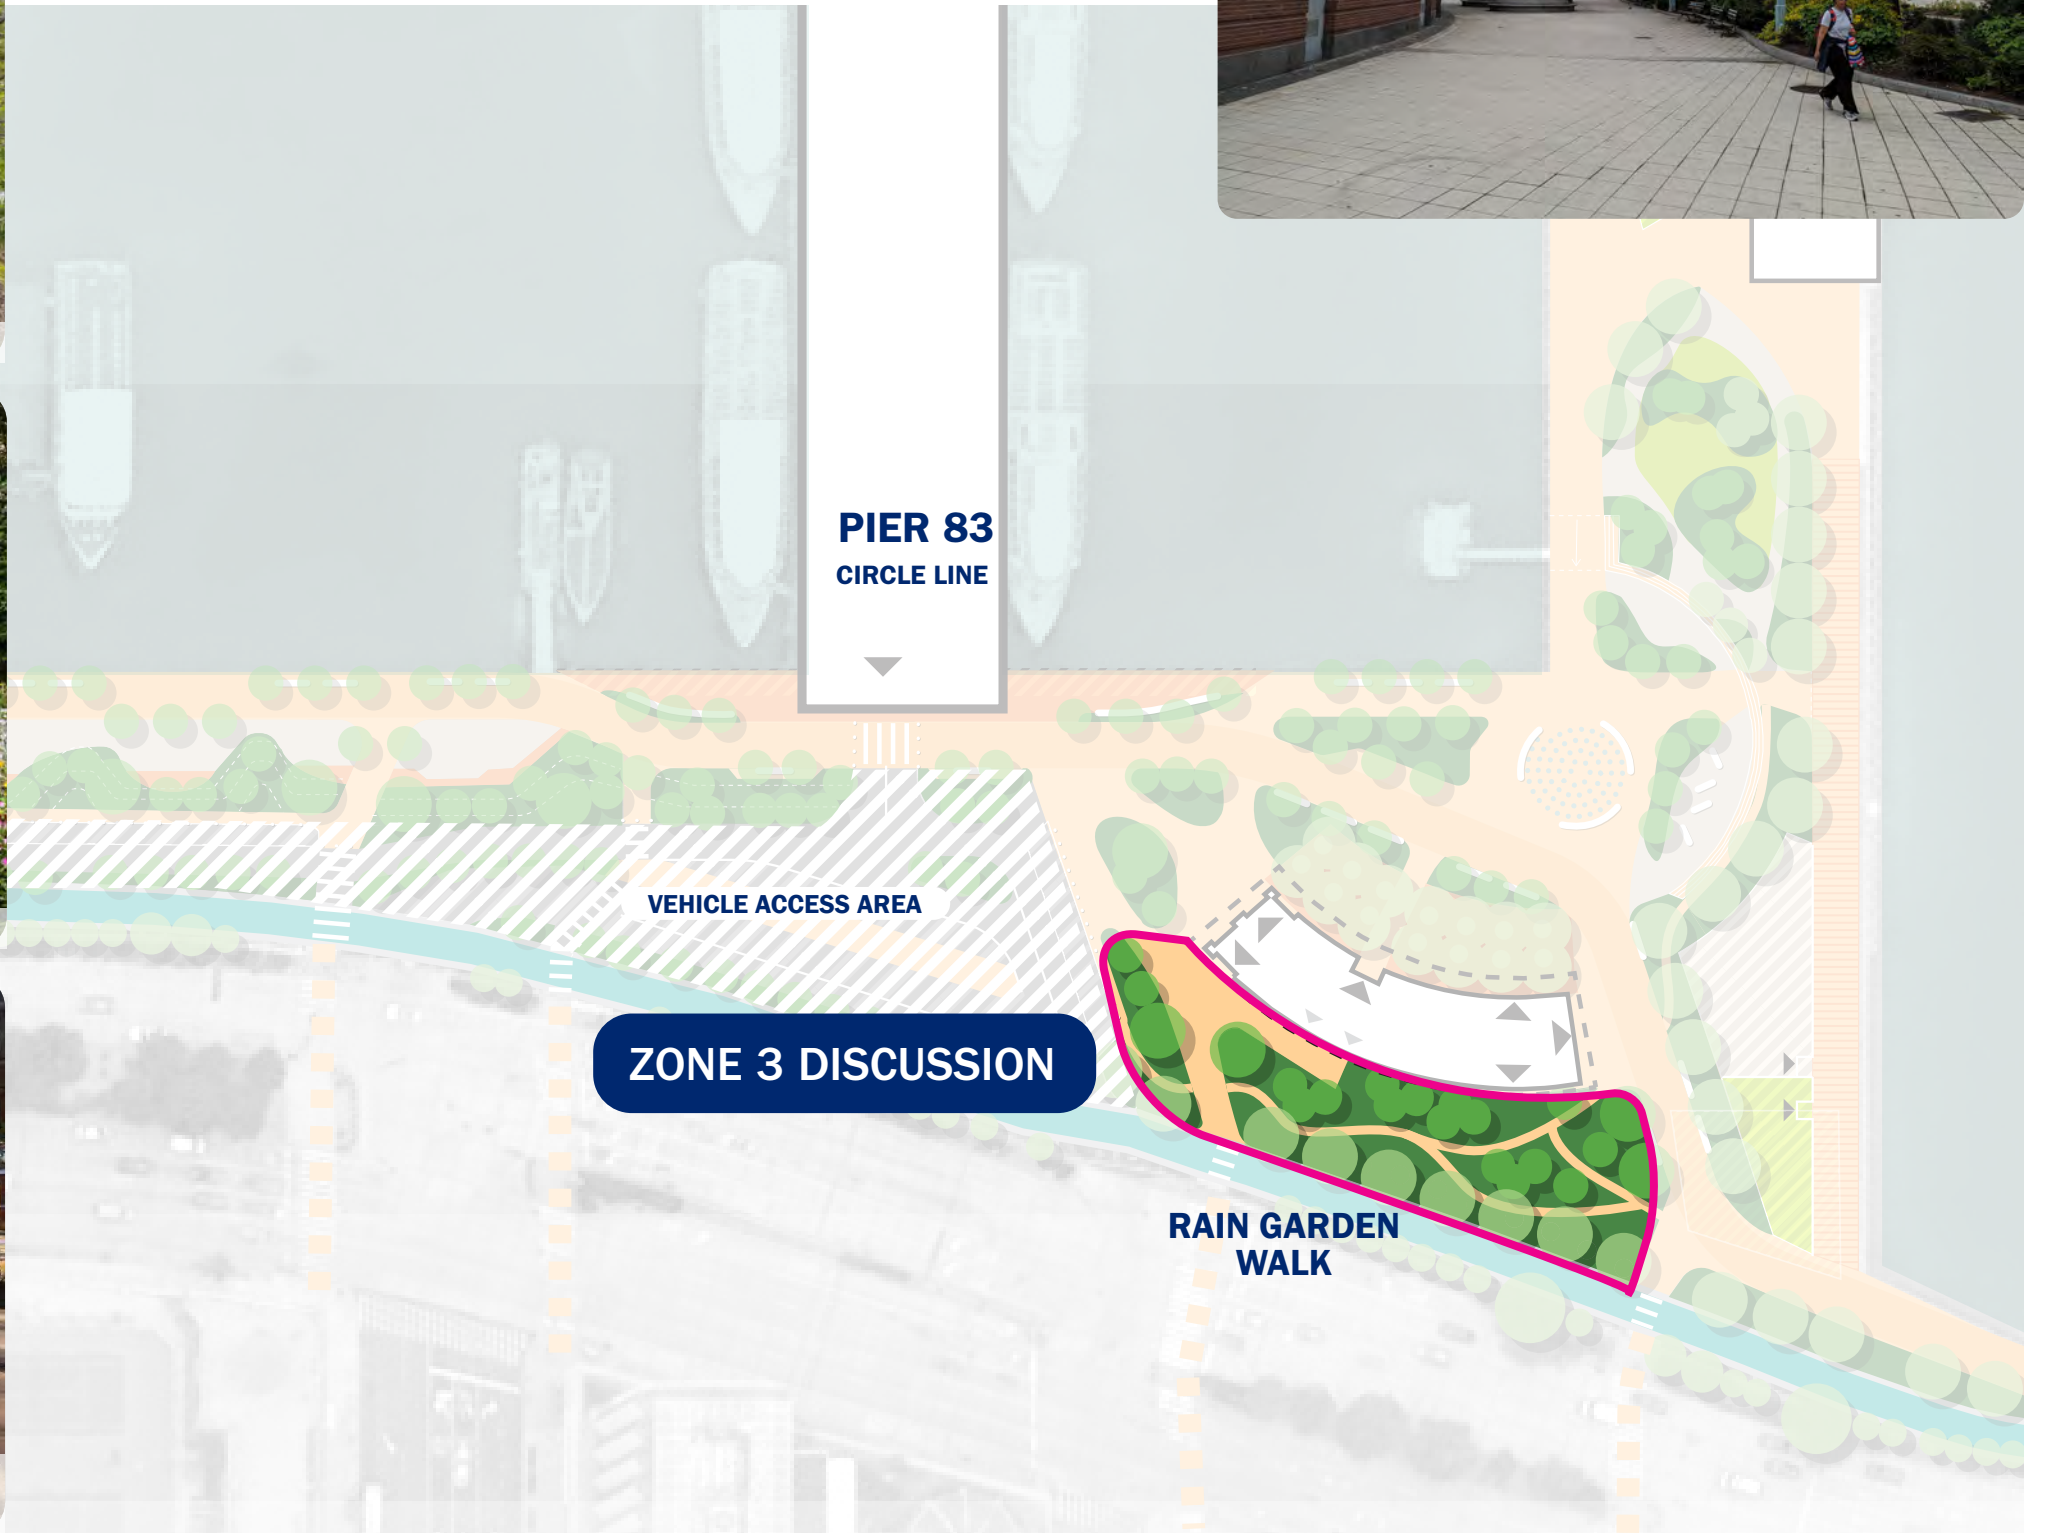 PIER 83
CIRCLE LINE
VEHICLE ACCESS AREA
ZONE 3 DISCUSSION
RAIN GARDEN
WALK